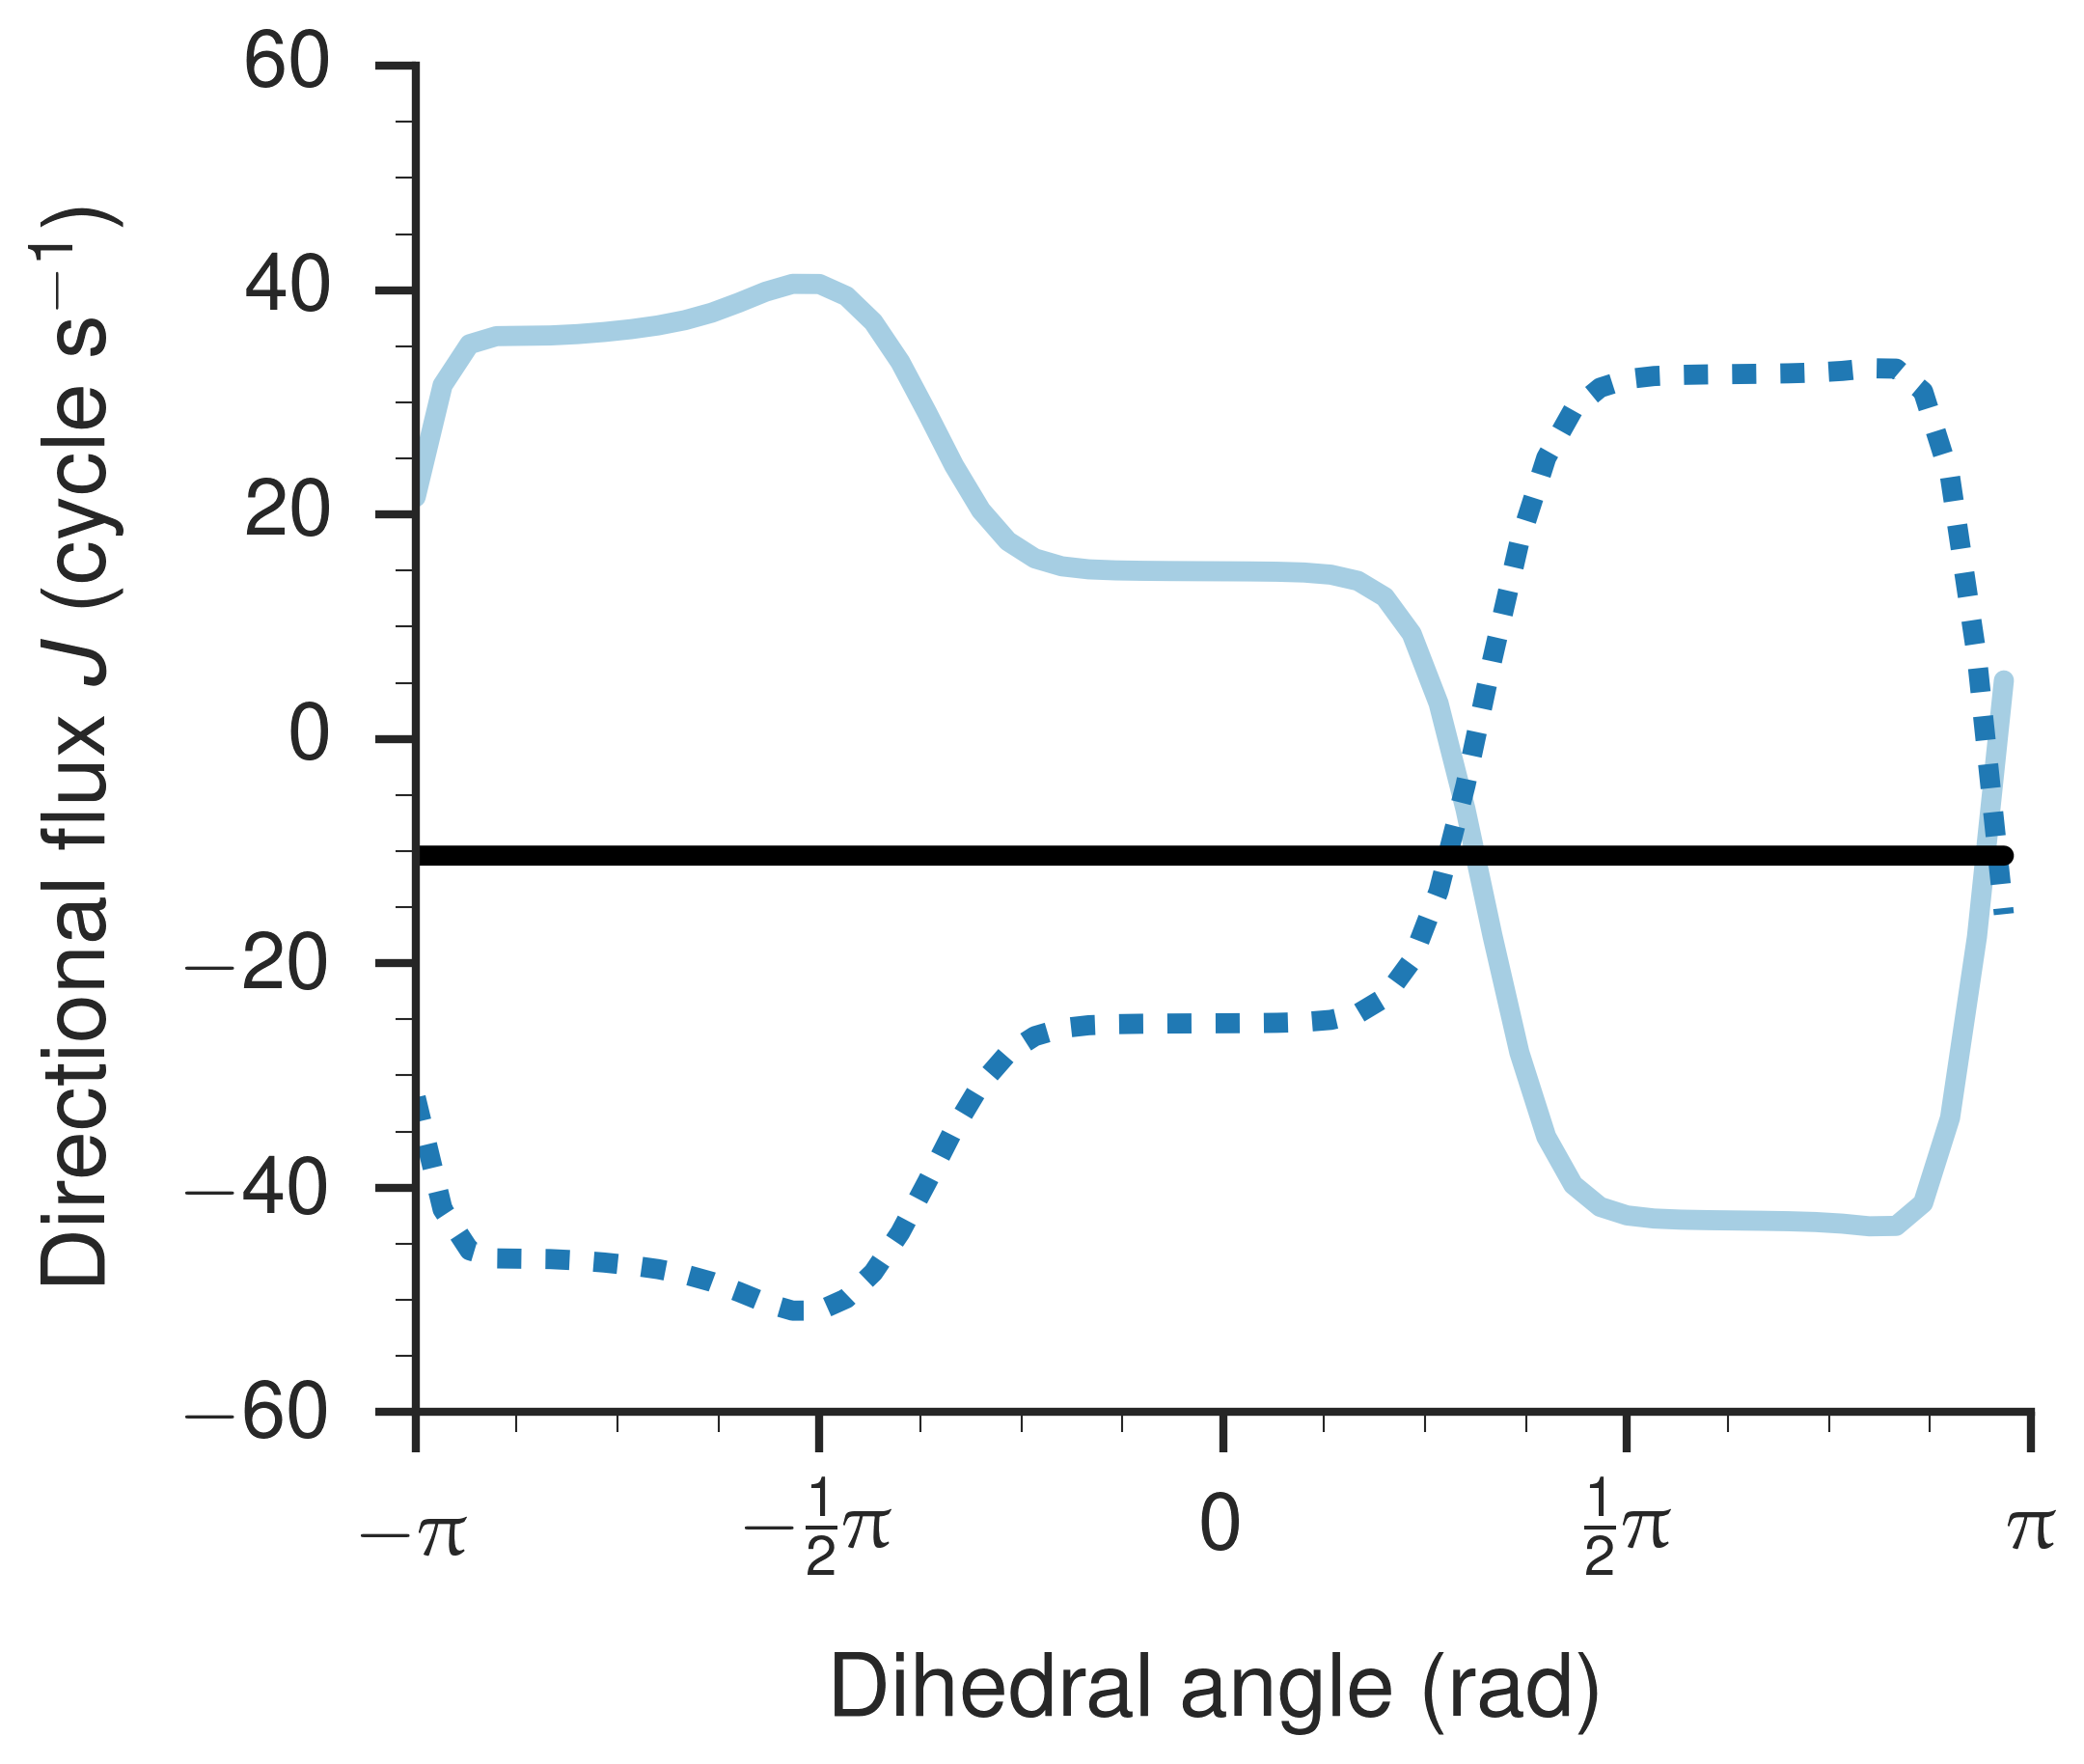 Directional flux J (cycle s⁻¹)
60
40
20
0
−20
−40
−60
−π
−½π
0
½π
π
Dihedral angle (rad)